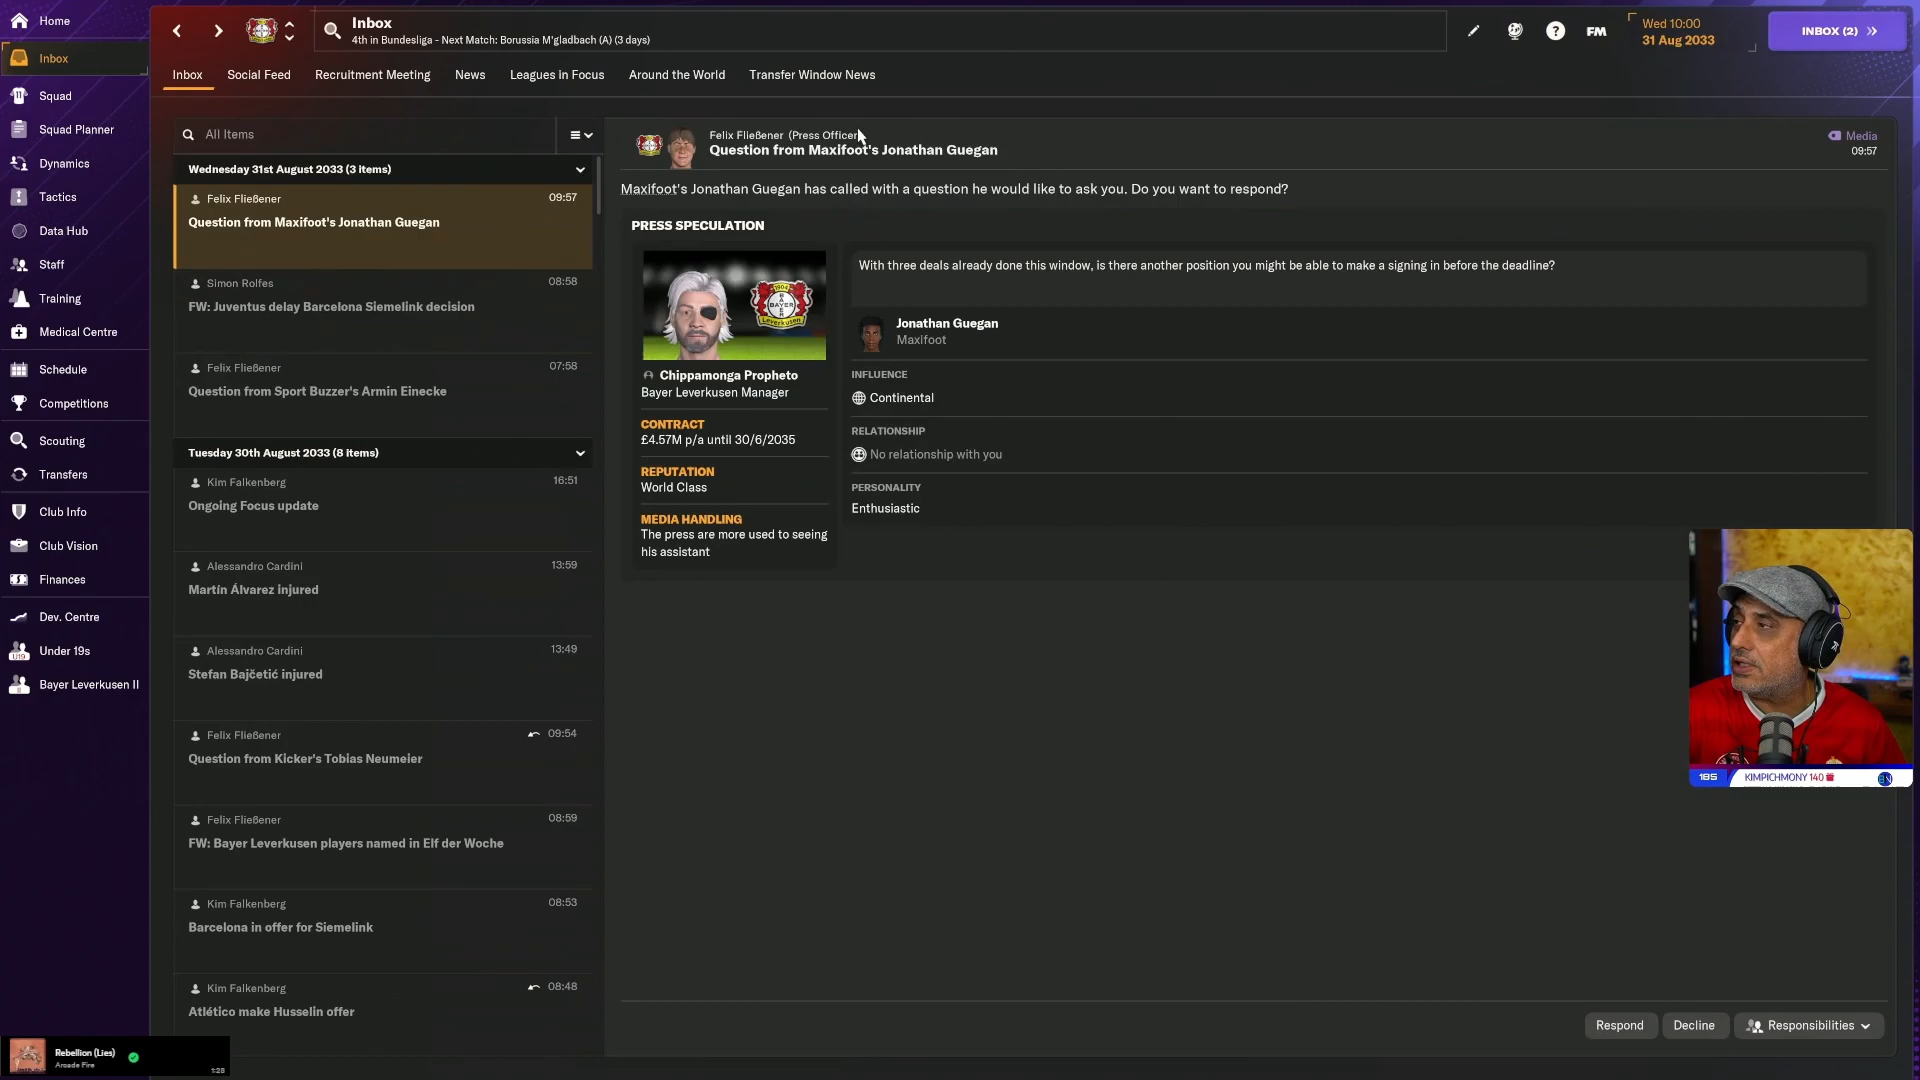 Home
Inbox
Squad
Squad Planner
Dynamics
Tactics
Data Hub
Staff
Training
Medical Centre
Schedule
Competitions
Scouting
Transfers
Club Info
Club Vision
Finances
Dev. Centre
Under 19s
Bayer Leverkusen II
Inbox
4th in Bundesliga - Next Match: Borussia M'gladbach (A) (3 days)
FM
Wed 10:00
31 Aug 2033
INBOX (2)
Inbox
Social Feed
Recruitment Meeting
News
Leagues in Focus
Around the World
Transfer Window News
All Items
Wednesday 31st August 2033 (3 items)
Felix Fließener 09:57
Question from Maxifoot's Jonathan Guegan
Simon Rolfes 08:58
FW: Juventus delay Barcelona Siemelink decision
Felix Fließener 07:58
Question from Sport Buzzer's Armin Einecke
Tuesday 30th August 2033 (8 items)
Kim Falkenberg 16:51
Ongoing Focus update
Alessandro Cardini 13:59
Martín Álvarez injured
Alessandro Cardini 13:49
Stefan Bajčetić injured
Felix Fließener 09:54
Question from Kicker's Tobias Neumeier
Felix Fließener 08:59
FW: Bayer Leverkusen players named in Elf der Woche
Kim Falkenberg 08:53
Barcelona in offer for Siemelink
Kim Falkenberg 08:48
Atlético make Husselin offer
Felix Fließener (Press Officer)
Question from Maxifoot's Jonathan Guegan
Media
09:57
Maxifoot's Jonathan Guegan has called with a question he would like to ask you. Do you want to respond?
PRESS SPECULATION
Chippamonga Propheto
Bayer Leverkusen Manager
CONTRACT
£4.57M p/a until 30/6/2035
REPUTATION
World Class
MEDIA HANDLING
The press are more used to seeing
his assistant
With three deals already done this window, is there another position you might be able to make a signing in before the deadline?
Jonathan Guegan
Maxifoot
INFLUENCE
Continental
RELATIONSHIP
No relationship with you
PERSONALITY
Enthusiastic
185 KIMPICHMONY 140
Respond
Decline
Responsibilities
Rebellion (Lies)
Arcade Fire
1:28